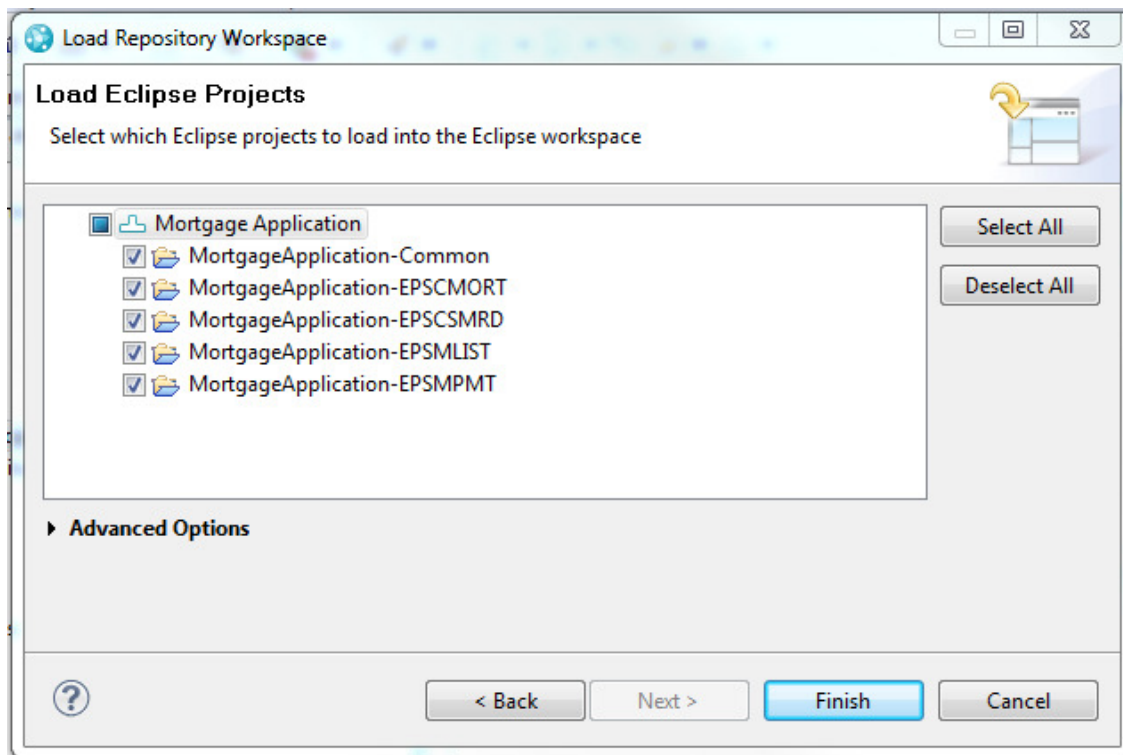 Load Repository Workspace
Load Eclipse Projects
Select which Eclipse projects to load into the Eclipse workspace
Mortgage Application
MortgageApplication-Common
MortgageApplication-EPSCMORT
MortgageApplication-EPSCSMRD
MortgageApplication-EPSMLIST
MortgageApplication-EPSMPMT
Select All
Deselect All
Advanced Options
< Back Next > Finish Cancel